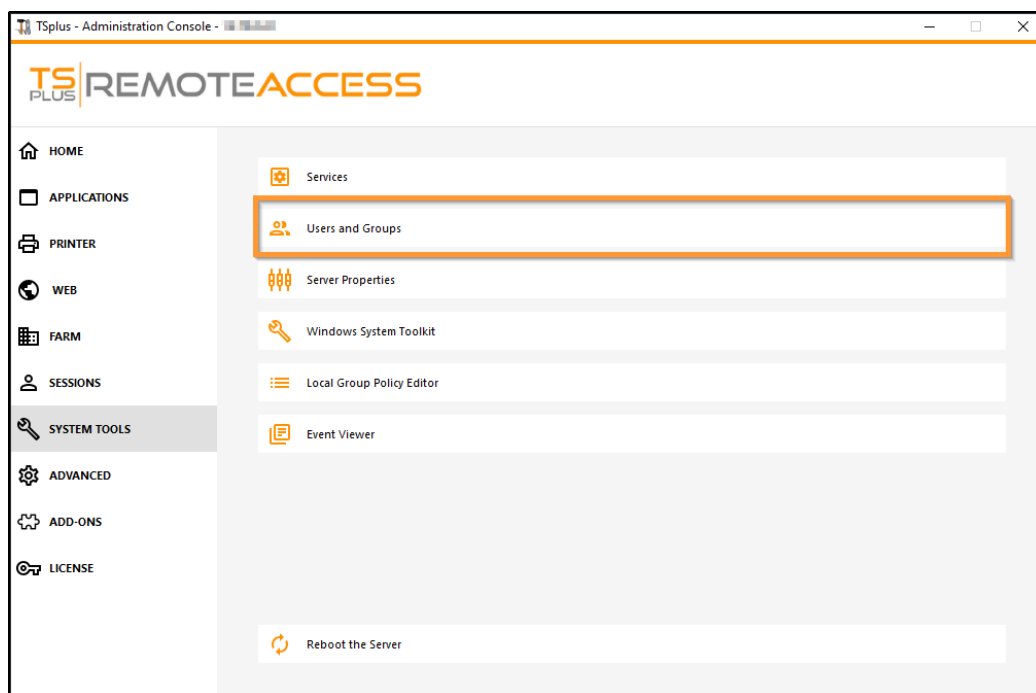 TSplus - Administration Console -
TS PLUS REMOTEACCESS
HOME
APPLICATIONS
PRINTER
WEB
FARM
SESSIONS
SYSTEM TOOLS
ADVANCED
ADD-ONS
LICENSE
Services
Users and Groups
Server Properties
Windows System Toolkit
Local Group Policy Editor
Event Viewer
Reboot the Server